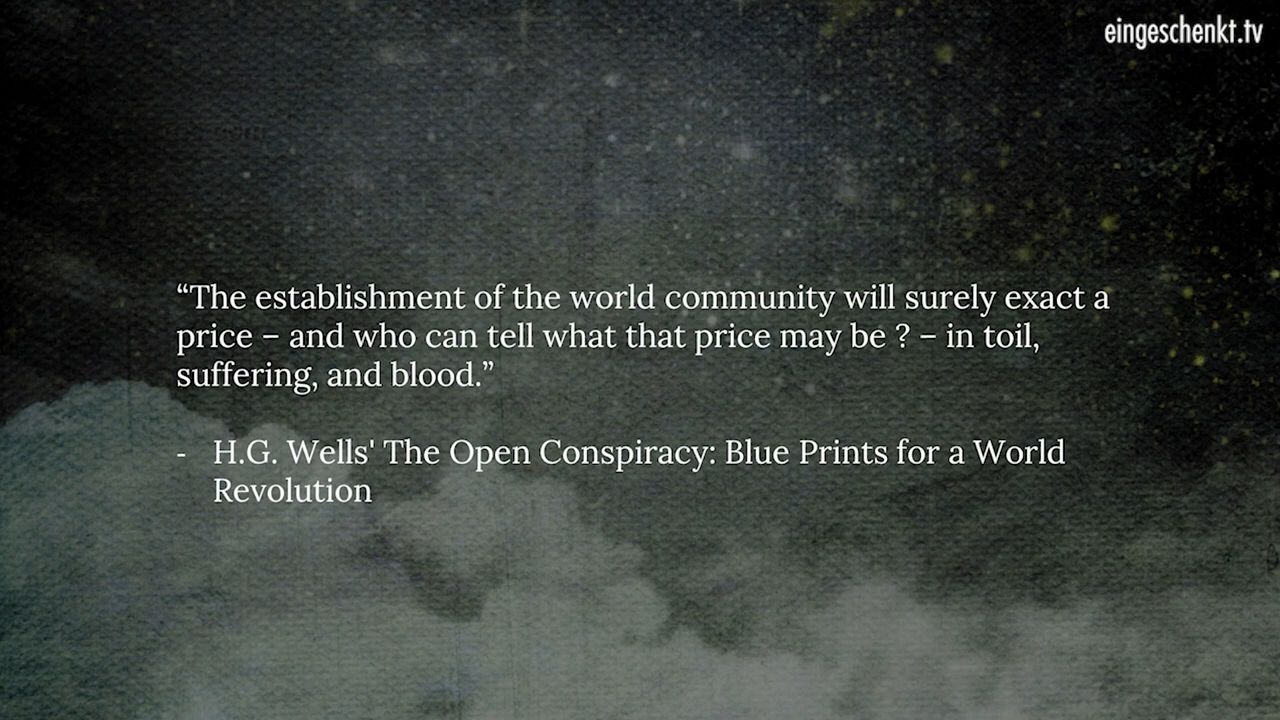 eingeschenkt.tv
“The establishment of the world community will surely exact a
price – and who can tell what that price may be ? – in toil,
suffering, and blood.”
- H.G. Wells' The Open Conspiracy: Blue Prints for a World
Revolution